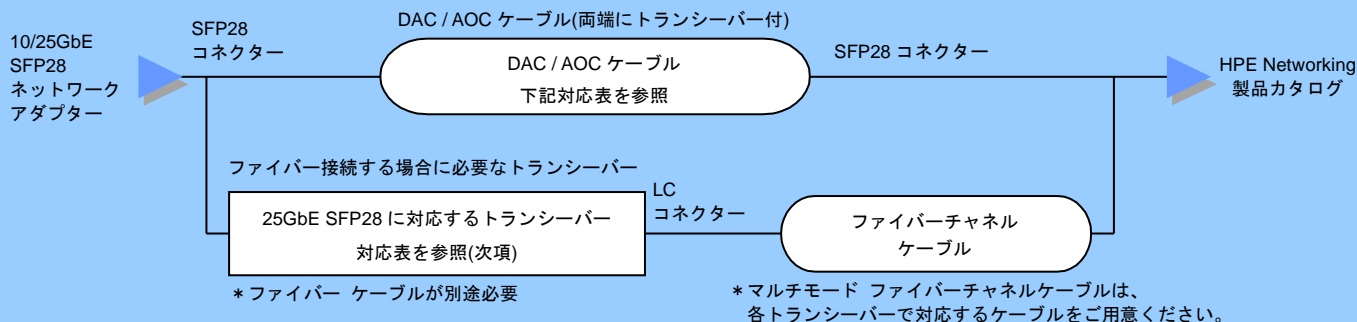 10/25GbE
SFP28
ネットワーク
アダプター
SFP28
コネクター
DAC / AOC ケーブル(両端にトランシーバー付)
DAC / AOC ケーブル
下記対応表を参照
SFP28 コネクター
HPE Networking
製品カタログ
ファイバー接続する場合に必要なトランシーバー
25GbE SFP28 に対応するトランシーバー
対応表を参照(次項)
＊ファイバー ケーブルが別途必要
LC
コネクター
ファイバーチャネル
ケーブル
＊マルチモード ファイバーチャネルケーブルは、
各トランシーバーで対応するケーブルをご用意ください。